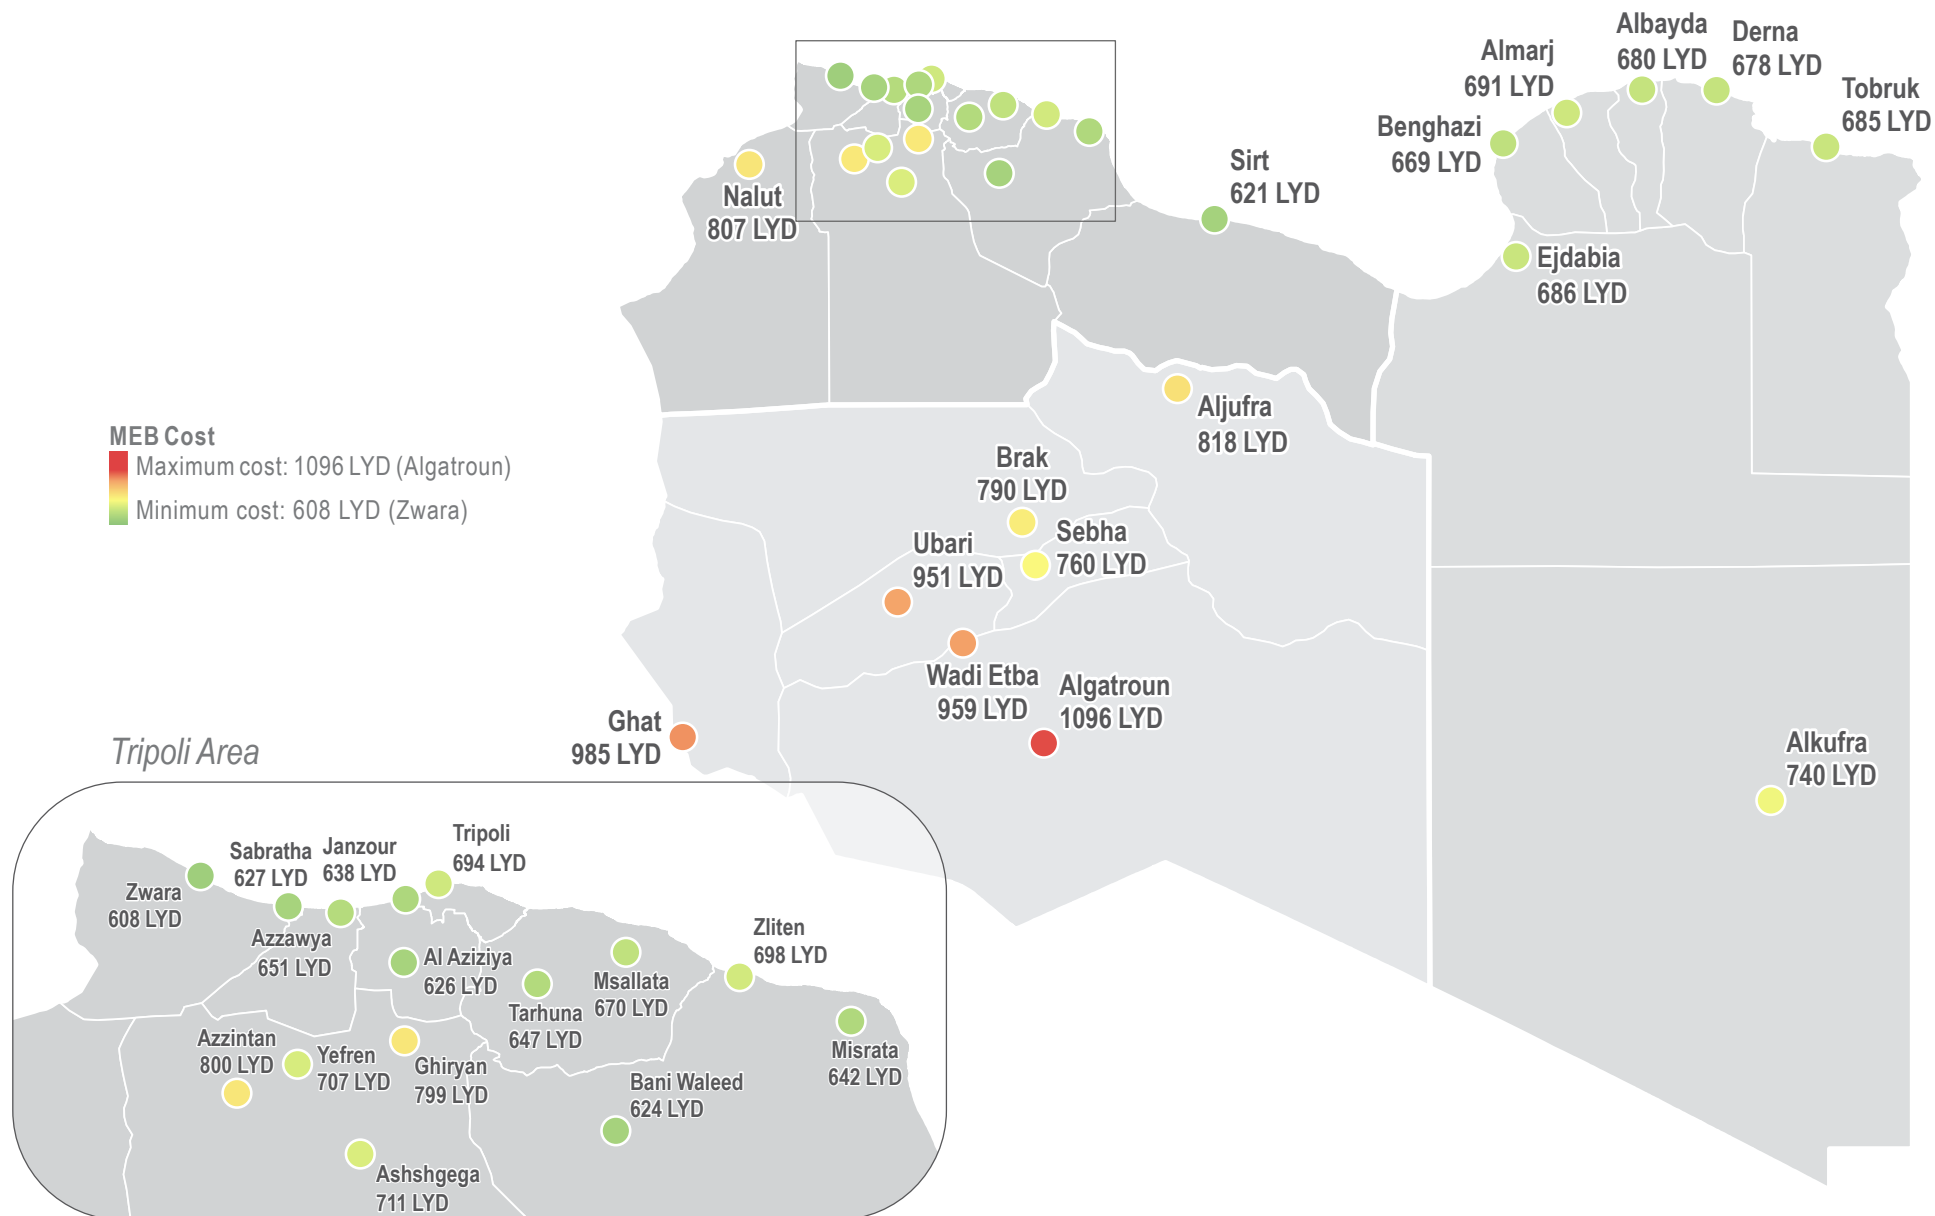 Albayda
680 LYD
Derna
678 LYD
Almarj
691 LYD
Tobruk
685 LYD
Benghazi
669 LYD
Sirt
621 LYD
Nalut
807 LYD
Ejdabia
686 LYD
Aljufra
818 LYD
MEB Cost
Maximum cost: 1096 LYD (Algatroun)
Minimum cost: 608 LYD (Zwara)
Brak
790 LYD
Sebha
760 LYD
Ubari
951 LYD
Wadi Etba
959 LYD
Algatroun
1096 LYD
Ghat
985 LYD
Alkufra
740 LYD
Tripoli Area
Tripoli
694 LYD
Sabratha
627 LYD
Janzour
638 LYD
Zwara
608 LYD
Azzawya
651 LYD
Al Aziziya
626 LYD
Zliten
698 LYD
Msallata
670 LYD
Tarhuna
647 LYD
Misrata
642 LYD
Azzintan
800 LYD
Yefren
707 LYD
Ghiryan
799 LYD
Bani Waleed
624 LYD
Ashshgega
711 LYD